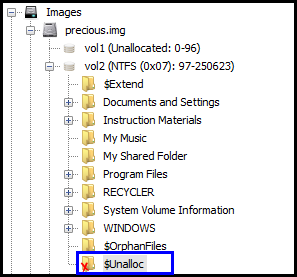 Images
precious.img
vol1 (Unallocated: 0-96)
vol2 (NTFS (0x07): 97-250623)
$Extend
Documents and Settings
Instruction Materials
My Music
My Shared Folder
Program Files
RECYCLER
System Volume Information
WINDOWS
$OrphanFiles
$Unalloc